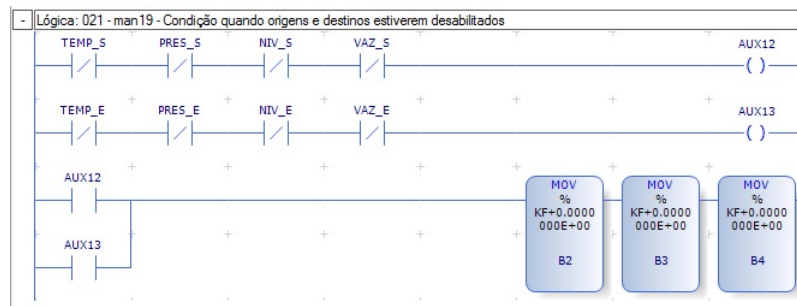 - Lógica: 021 - man19 - Condição quando origens e destinos estiverem desabilitados
TEMP_S PRES_S NIV_S VAZ_S AUX12
TEMP_E PRES_E NIV_E VAZ_E AUX13
AUX12
MOV MOV MOV
% % %
KF+0.0000 KF+0.0000 KF+0.0000
000E+00 000E+00 000E+00
AUX13
B2 B3 B4